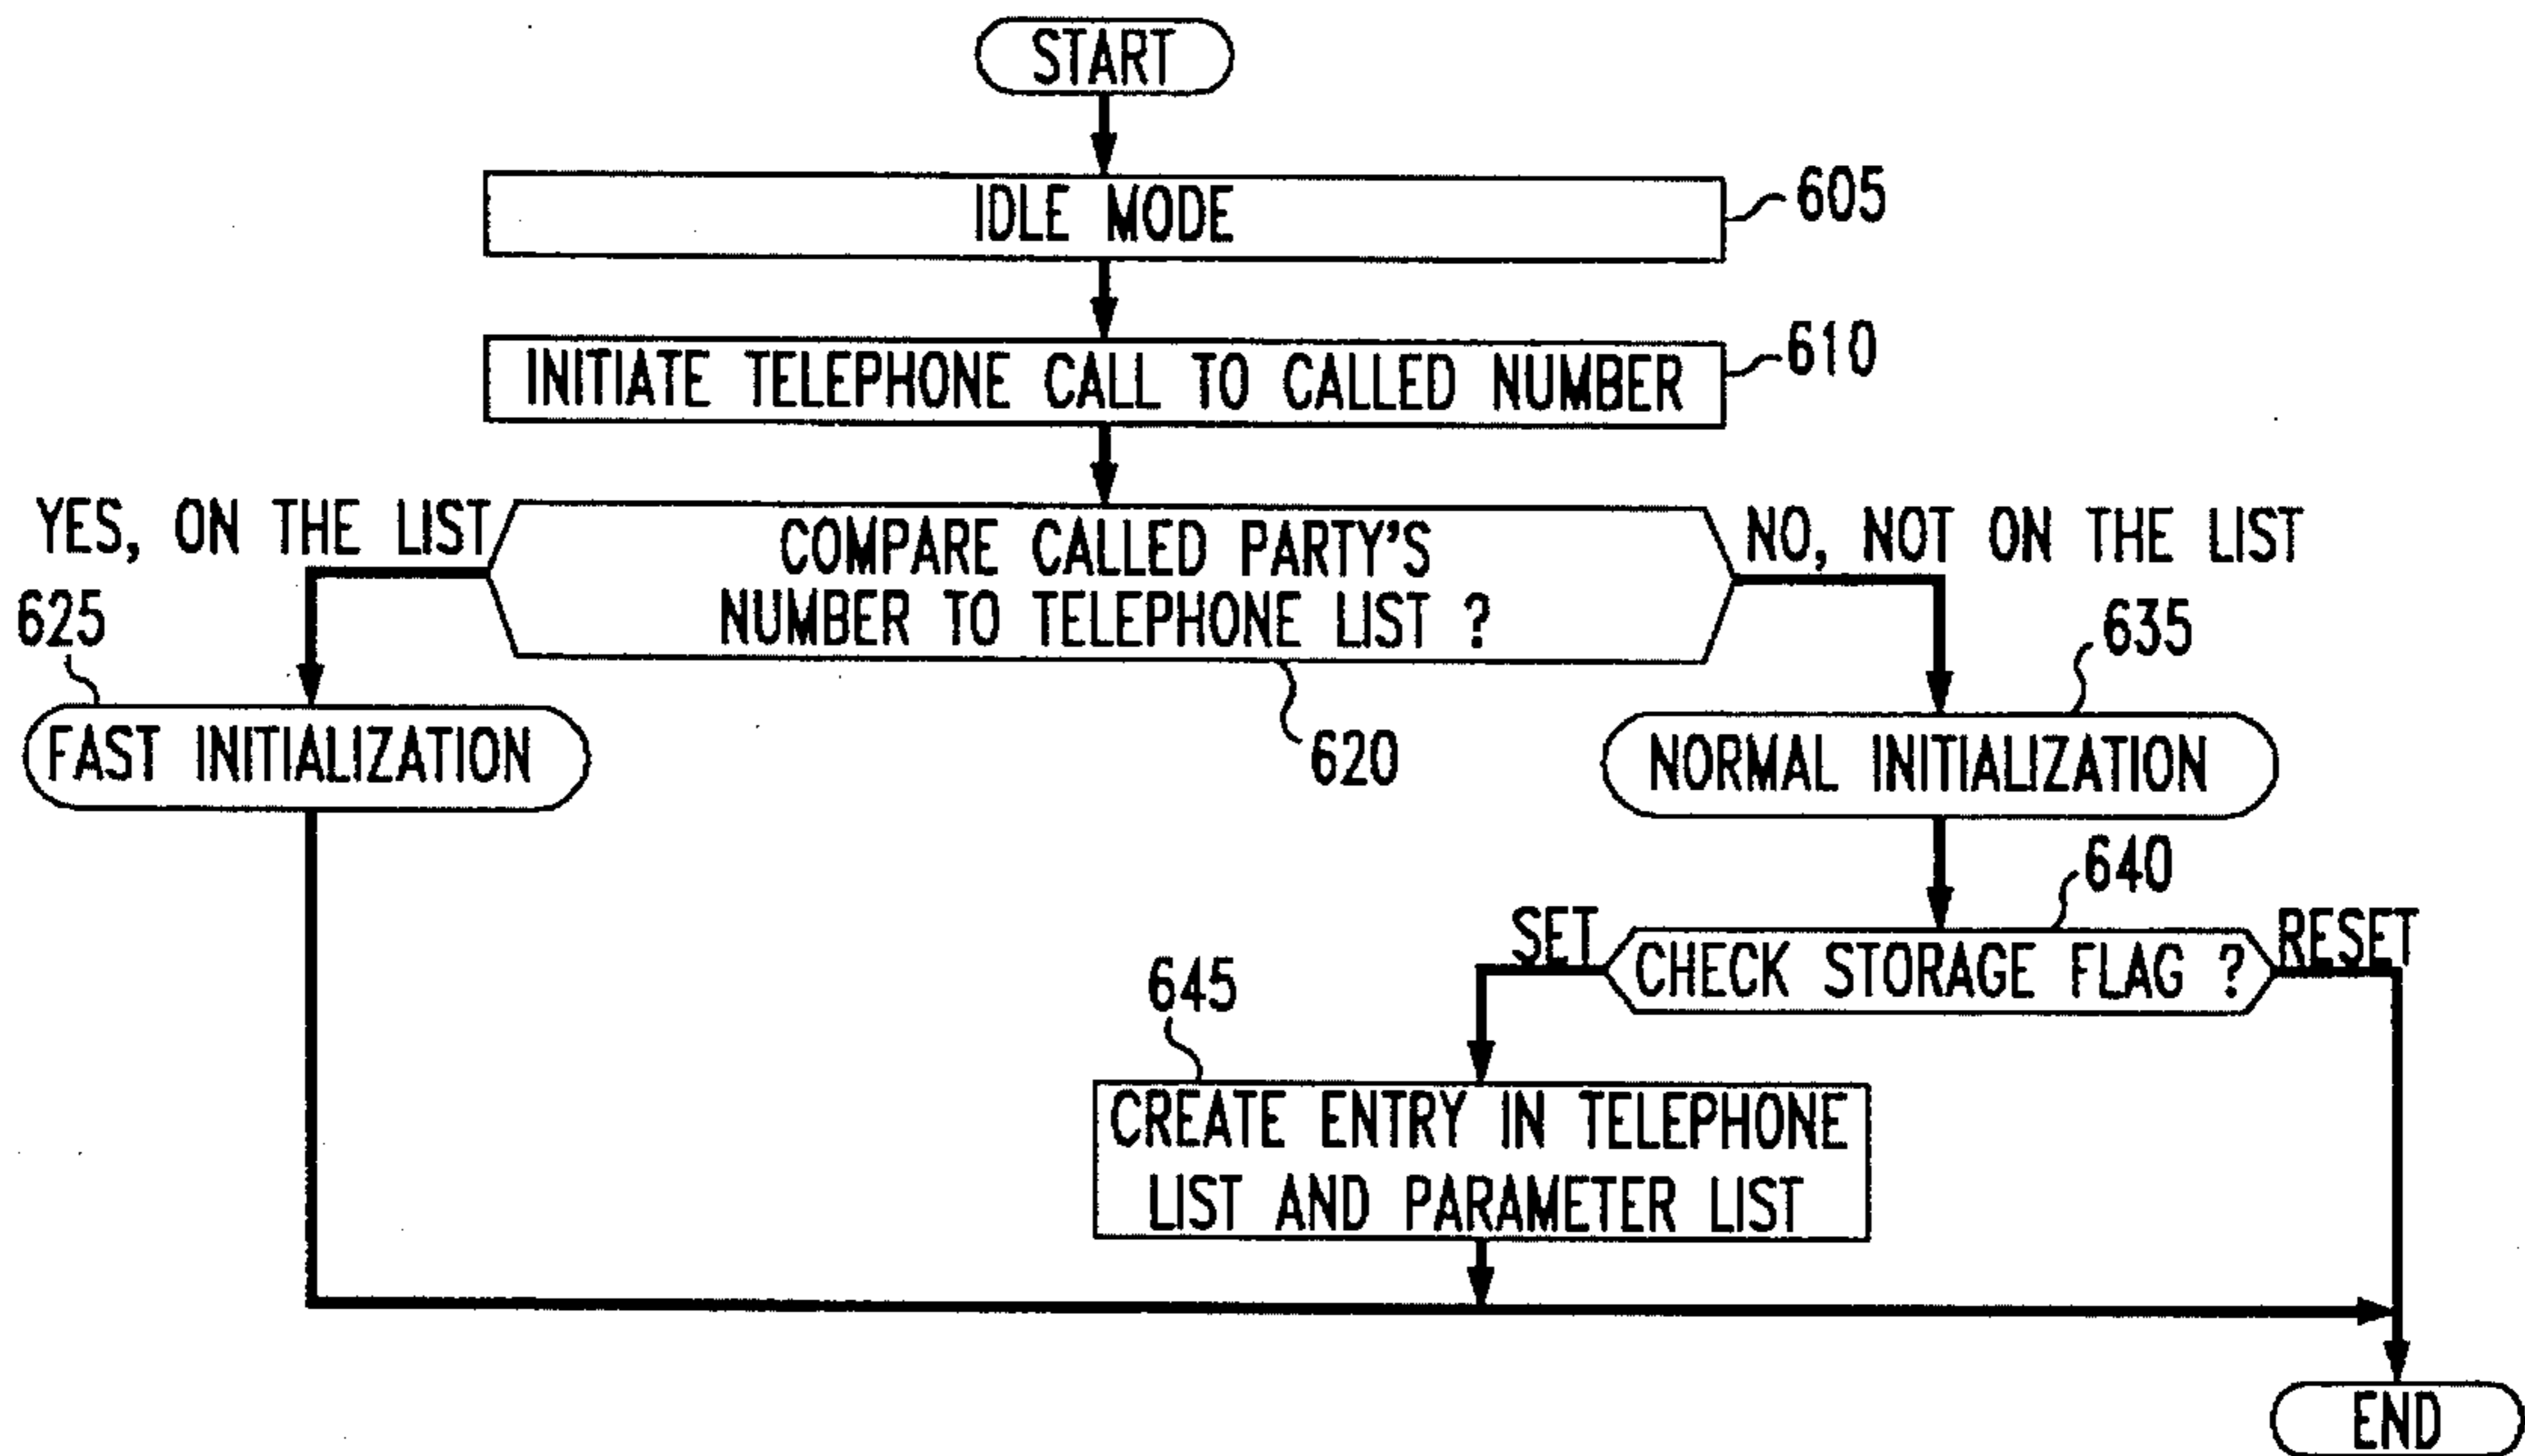 START
IDLE MODE
605
INITIATE TELEPHONE CALL TO CALLED NUMBER
610
YES, ON THE LIST
COMPARE CALLED PARTY'S
NUMBER TO TELEPHONE LIST ?
NO, NOT ON THE LIST
625
635
620
FAST INITIALIZATION
NORMAL INITIALIZATION
640
SET
CHECK STORAGE FLAG ?
RESET
645
CREATE ENTRY IN TELEPHONE
LIST AND PARAMETER LIST
END